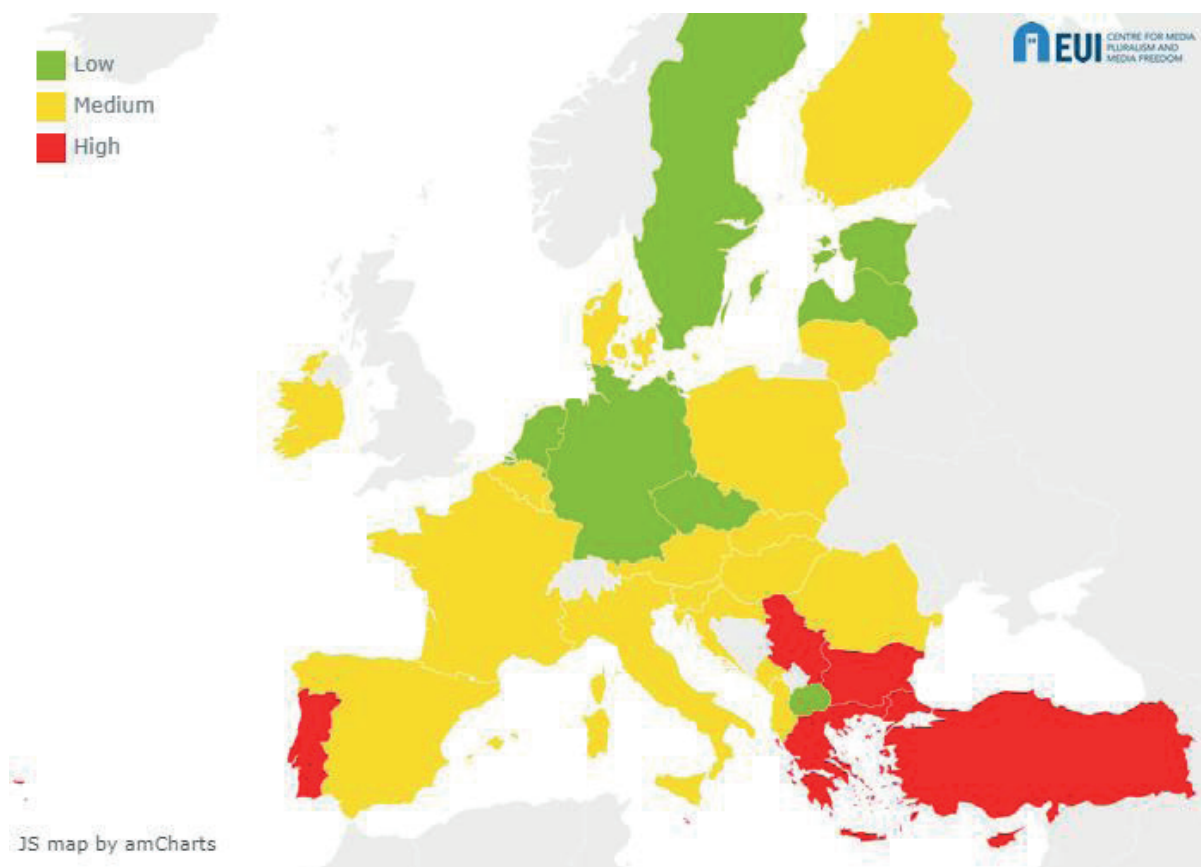 Low
Medium
High
EUI
CENTRE FOR MEDIA
PLURALISM AND
MEDIA FREEDOM
JS map by amCharts